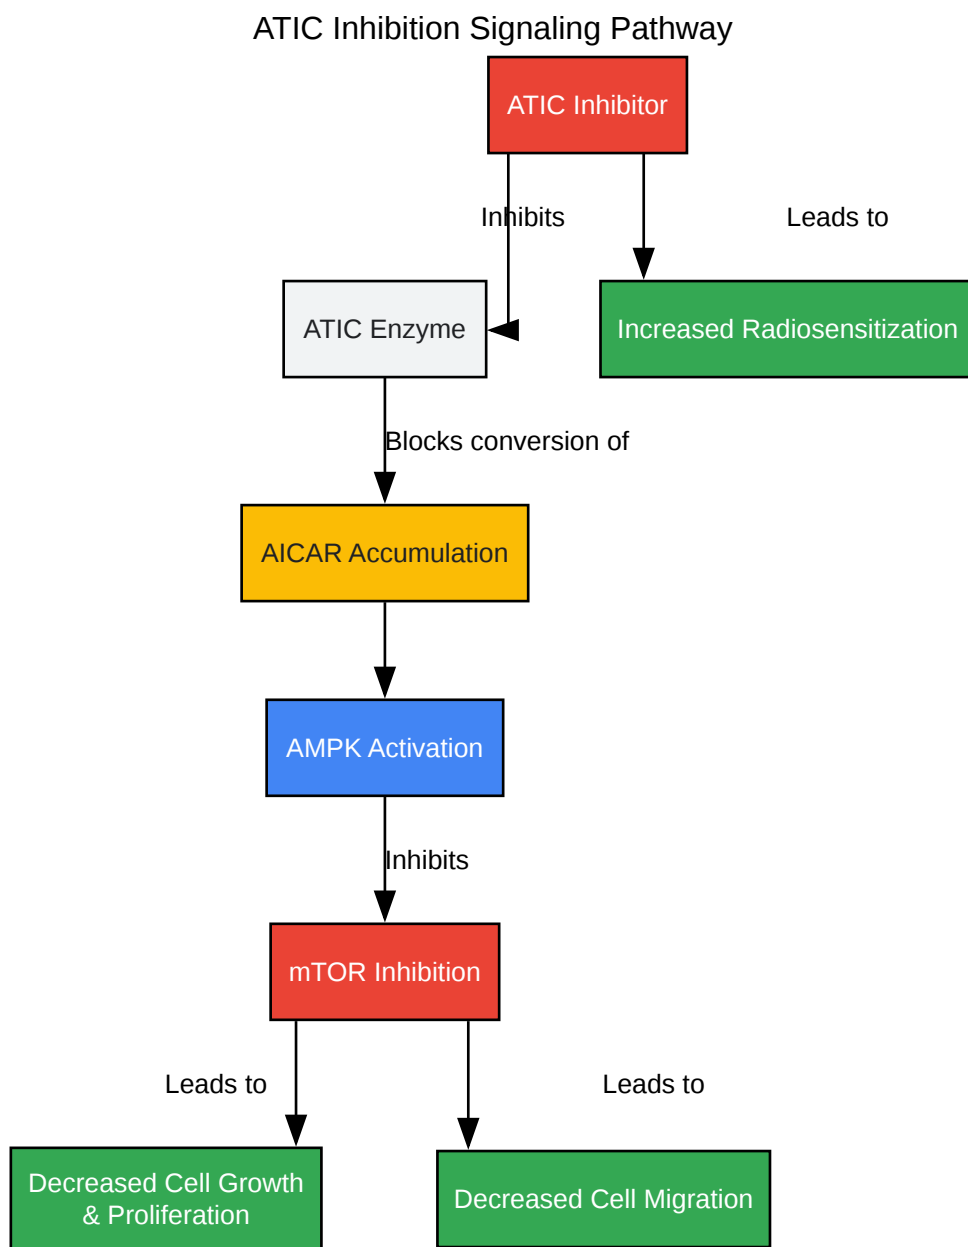 ATIC Inhibition Signaling Pathway
ATIC Inhibitor
Inhibits
Leads to
ATIC Enzyme
Increased Radiosensitization
Blocks conversion of
AICAR Accumulation
AMPK Activation
Inhibits
mTOR Inhibition
Leads to
Leads to
Decreased Cell Growth
& Proliferation
Decreased Cell Migration